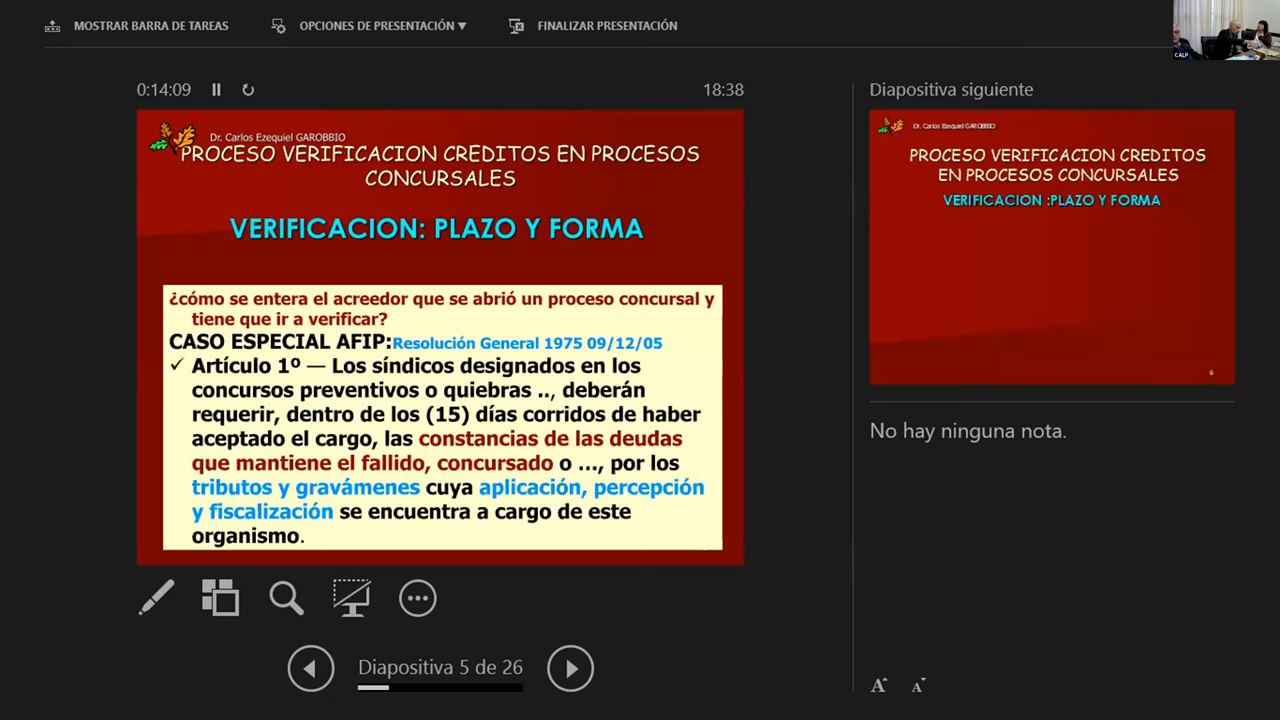 MOSTRAR BARRA DE TAREAS
OPCIONES DE PRESENTACIÓN ▼
FINALIZAR PRESENTACIÓN
CALP
0:14:09
18:38
Dr. Carlos Ezequiel GAROBBIO
PROCESO VERIFICACION CREDITOS EN PROCESOS
CONCURSALES
VERIFICACION: PLAZO Y FORMA
¿cómo se entera el acreedor que se abrió un proceso concursal y
tiene que ir a verificar?
CASO ESPECIAL AFIP:Resolución General 1975 09/12/05
✓ Artículo 1º — Los síndicos designados en los
concursos preventivos o quiebras .., deberán
requerir, dentro de los (15) días corridos de haber
aceptado el cargo, las constancias de las deudas
que mantiene el fallido, concursado o ..., por los
tributos y gravámenes cuya aplicación, percepción
y fiscalización se encuentra a cargo de este
organismo.
Diapositiva 5 de 26
Diapositiva siguiente
Dr. Carlos Ezequiel GAROBBIO
PROCESO VERIFICACION CREDITOS
EN PROCESOS CONCURSALES
VERIFICACION :PLAZO Y FORMA
6
No hay ninguna nota.
A A